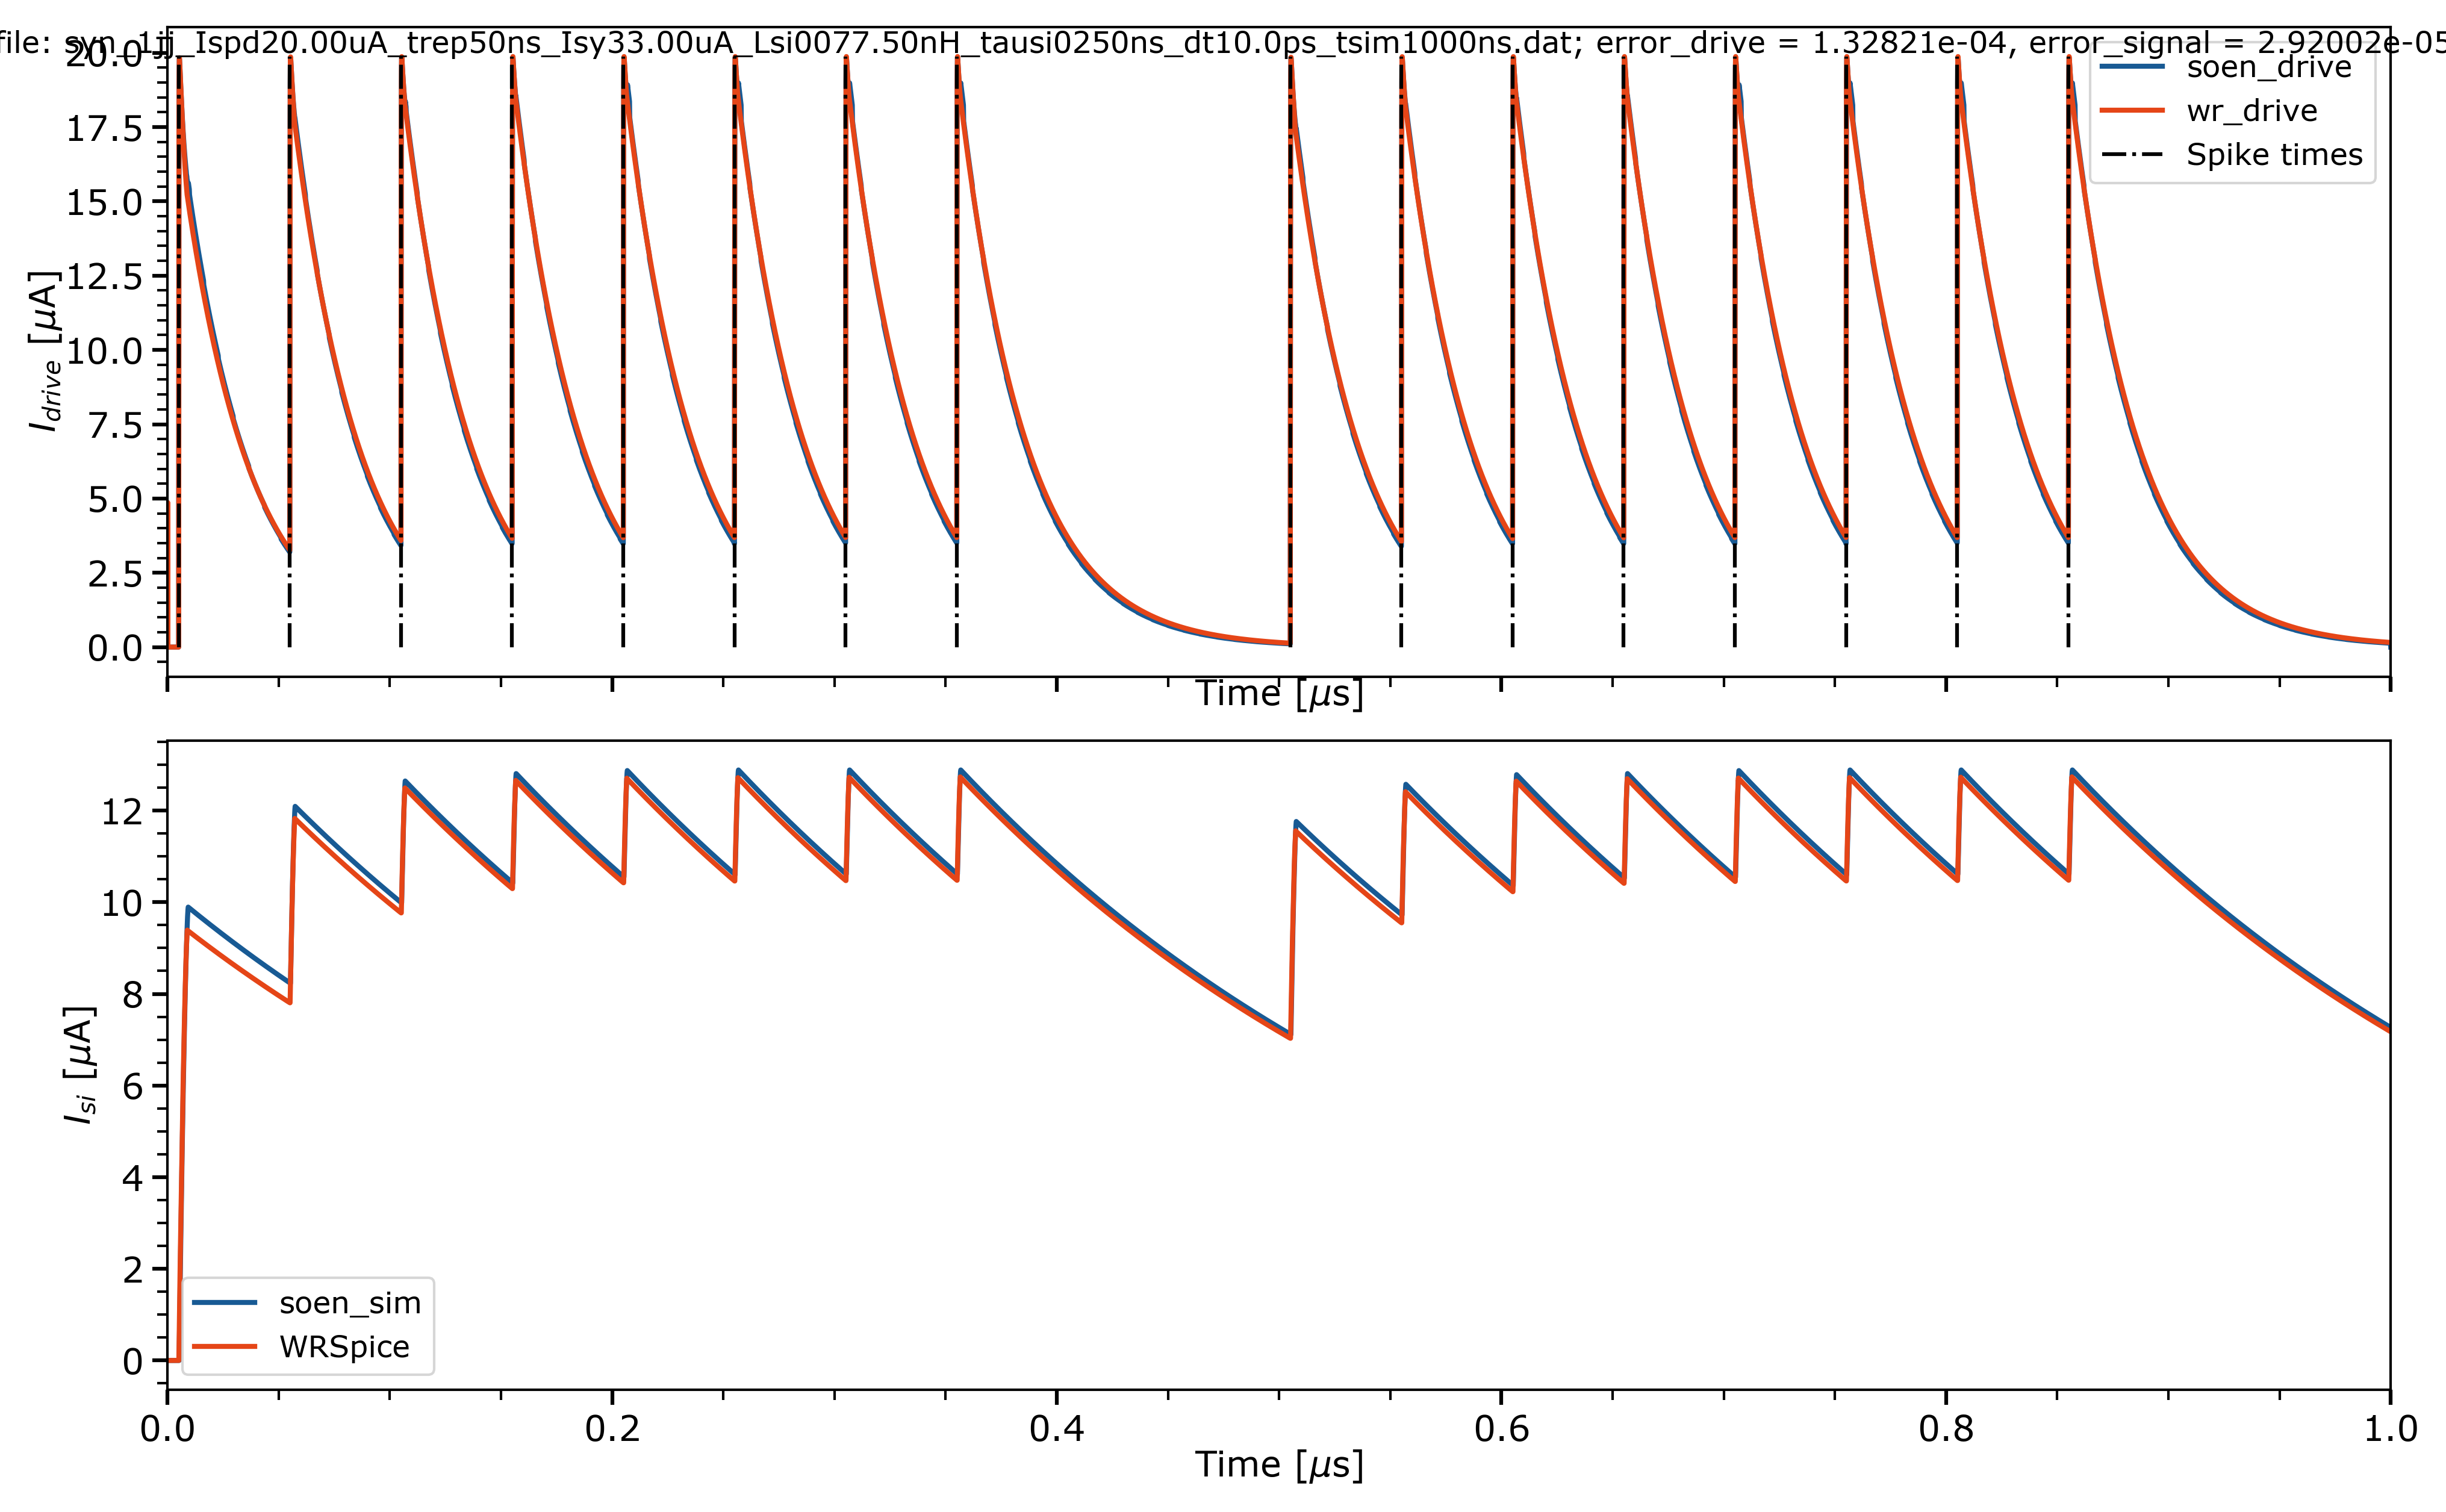 file: syn_1jj_Ispd20.00uA_trep50ns_Isy33.00uA_Lsi0077.50nH_tausi0250ns_dt10.0ps_tsim1000ns.dat; error_drive = 1.32821e-04, error_signal = 2.92002e-05
20.0
17.5
15.0
12.5
10.0
7.5
5.0
2.5
0.0
I_drive [μA]
soen_drive
wr_drive
Spike times
Time [μs]
12
10
8
6
4
2
0
I_si [μA]
soen_sim
WRSpice
0.0 0.2 0.4 0.6 0.8 1.0
Time [μs]